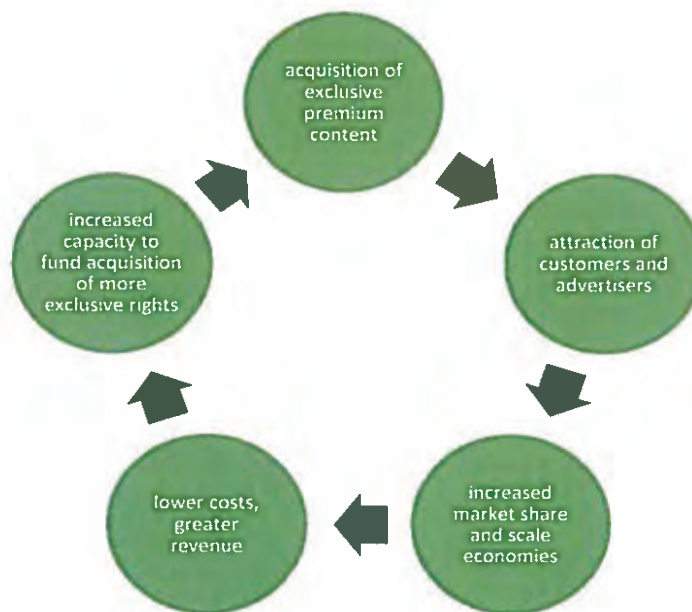 acquisition of
exclusive
premium
content
attraction of
customers and
advertisers
increased
market share
and scale
economies
lower costs,
greater
revenue
increased
capacity to
fund acquisition
of more
exclusive rights